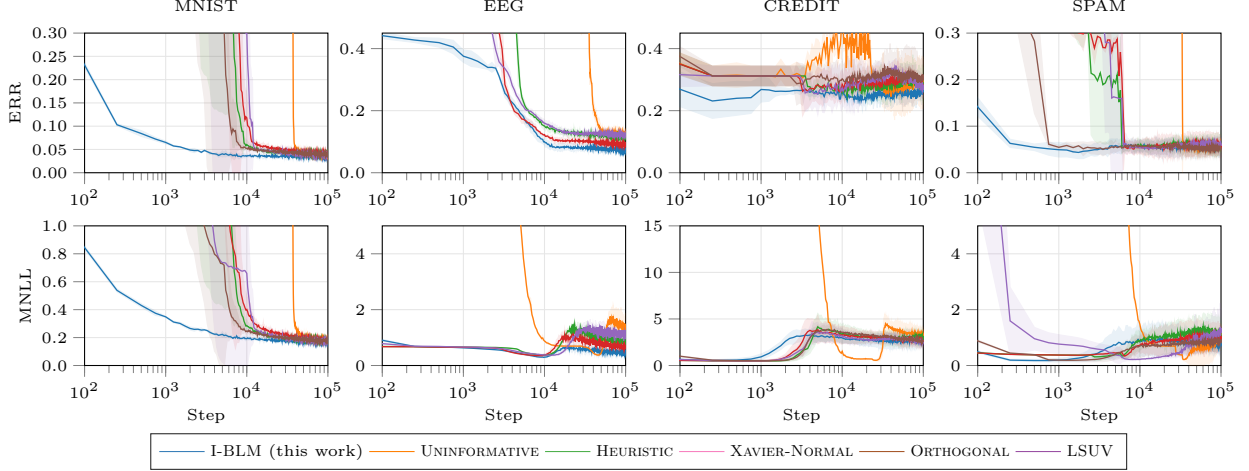 MNIST EEG CREDIT SPAM
ERR
0.30 0.25 0.20 0.15 0.10 0.05 0.00
0.4 0.2 0.0
0.4 0.2 0.0
0.3 0.2 0.1 0.0
10^2 10^3 10^4 10^5 10^2 10^3 10^4 10^5 10^2 10^3 10^4 10^5 10^2 10^3 10^4 10^5
MNLL
1.0 0.8 0.6 0.4 0.2 0.0
4 2 0
15 10 5 0
4 2 0
10^2 10^3 10^4 10^5 10^2 10^3 10^4 10^5 10^2 10^3 10^4 10^5 10^2 10^3 10^4 10^5
Step Step Step Step
I-BLM (this work) UNINFORMATIVE HEURISTIC XAVIER-NORMAL ORTHOGONAL LSUV